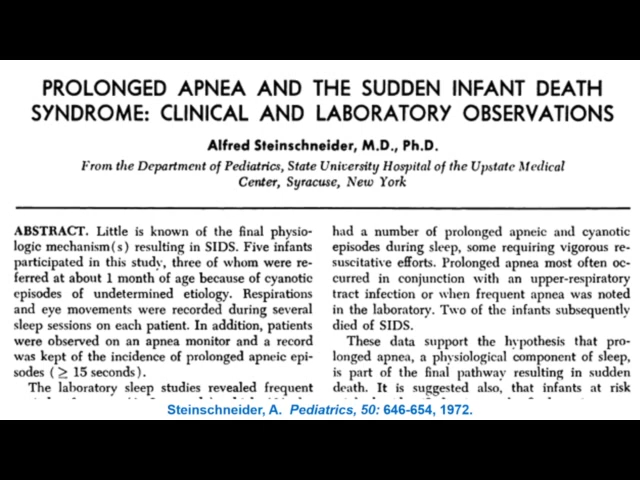 PROLONGED APNEA AND THE SUDDEN INFANT DEATH
SYNDROME: CLINICAL AND LABORATORY OBSERVATIONS
Alfred Steinschneider, M.D., Ph.D.
From the Department of Pediatrics, State University Hospital of the Upstate Medical
Center, Syracuse, New York
ABSTRACT. Little is known of the final physio-
logic mechanism(s) resulting in SIDS. Five infants
participated in this study, three of whom were re-
ferred at about 1 month of age because of cyanotic
episodes of undetermined etiology. Respirations
and eye movements were recorded during several
sleep sessions on each patient. In addition, patients
were observed on an apnea monitor and a record
was kept of the incidence of prolonged apneic epi-
sodes (≥ 15 seconds).
The laboratory sleep studies revealed frequent
had a number of prolonged apneic and cyanotic
episodes during sleep, some requiring vigorous re-
suscitative efforts. Prolonged apnea most often oc-
curred in conjunction with an upper-respiratory
tract infection or when frequent apnea was noted
in the laboratory. Two of the infants subsequently
died of SIDS.
These data support the hypothesis that pro-
longed apnea, a physiological component of sleep,
is part of the final pathway resulting in sudden
death. It is suggested also, that infants at risk
Steinschneider, A. Pediatrics, 50: 646-654, 1972.